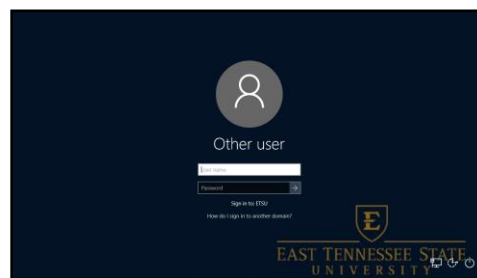 Other user
User name
Password
Sign in to: ETSU
How do I sign in to another domain?
E
EAST TENNESSEE STATE
UNIVERSITY